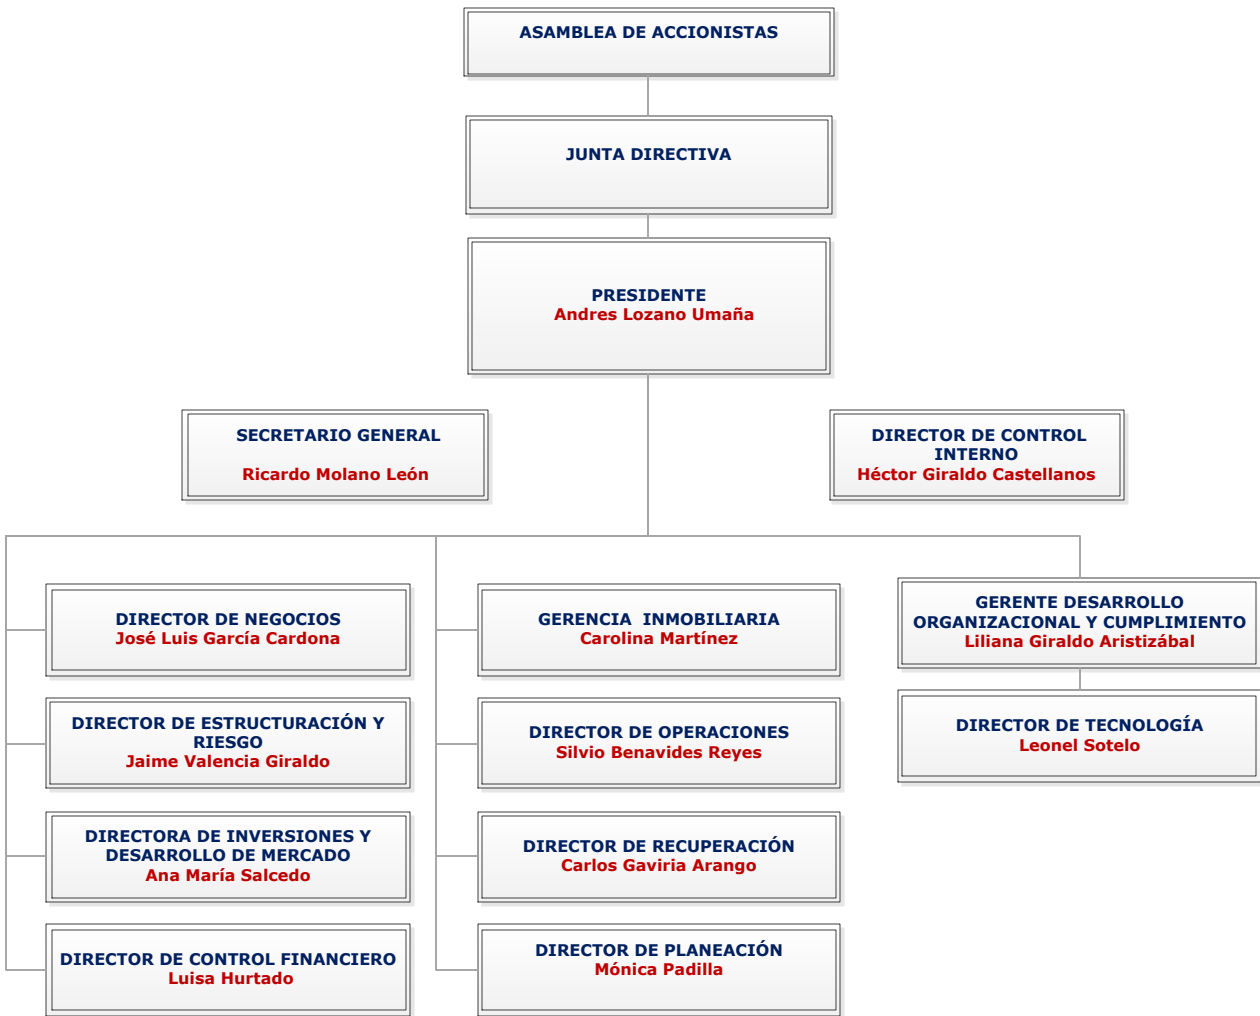 ASAMBLEA DE ACCIONISTAS
JUNTA DIRECTIVA
PRESIDENTE
Andres Lozano Umaña
SECRETARIO GENERAL
Ricardo Molano León
DIRECTOR DE CONTROL
INTERNO
Héctor Giraldo Castellanos
DIRECTOR DE NEGOCIOS
José Luis García Cardona
DIRECTOR DE ESTRUCTURACIÓN Y
RIESGO
Jaime Valencia Giraldo
DIRECTORA DE INVERSIONES Y
DESARROLLO DE MERCADO
Ana María Salcedo
DIRECTOR DE CONTROL FINANCIERO
Luisa Hurtado
GERENCIA  INMOBILIARIA
Carolina Martínez
DIRECTOR DE OPERACIONES
Silvio Benavides Reyes
DIRECTOR DE RECUPERACIÓN
Carlos Gaviria Arango
DIRECTOR DE PLANEACIÓN
Mónica Padilla
GERENTE DESARROLLO
ORGANIZACIONAL Y CUMPLIMIENTO
Liliana Giraldo Aristizábal
DIRECTOR DE TECNOLOGÍA
Leonel Sotelo